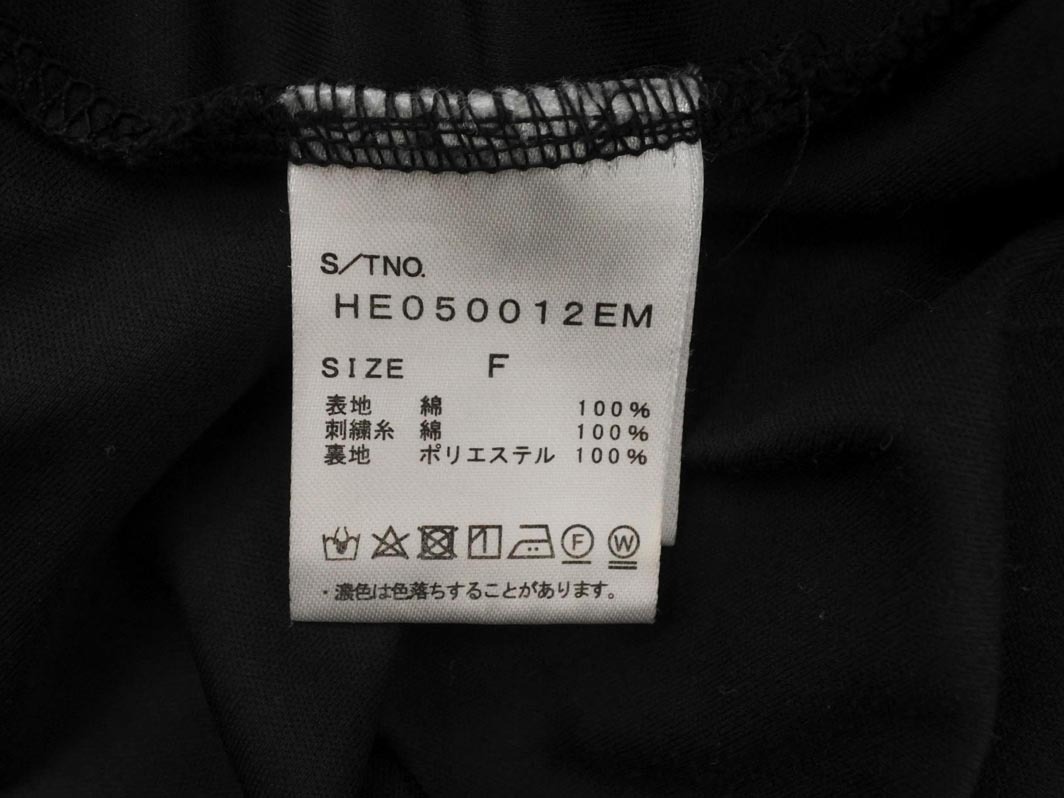 S/TNO.
HE050012EM
SIZE F
表地 綿 100%
刺繍糸 綿 100%
裏地 ポリエステル 100%
F W
・濃色は色落ちすることがあります。